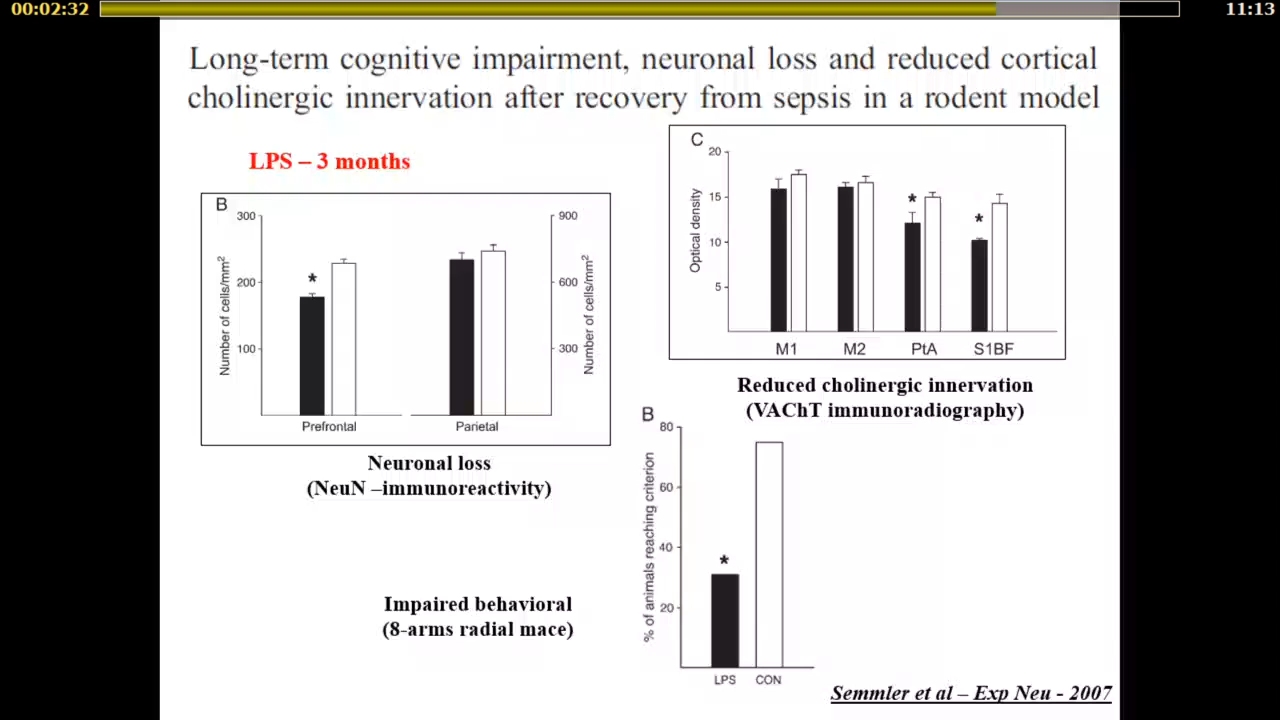 00:02:32
11:13
Long-term cognitive impairment, neuronal loss and reduced cortical
cholinergic innervation after recovery from sepsis in a rodent model
LPS – 3 months
B
300
200
100
Number of cells/mm²
*
900
600
300
Number of cells/mm²
Prefrontal
Parietal
Neuronal loss
(NeuN –immunoreactivity)
C
20
15
10
5
Optical density
*
*
M1
M2
PtA
S1BF
Reduced cholinergic innervation
(VAChT immunoradiography)
B
80
60
40
20
% of animals reaching criterion
*
LPS
CON
Impaired behavioral
(8-arms radial mace)
Semmler et al – Exp Neu - 2007